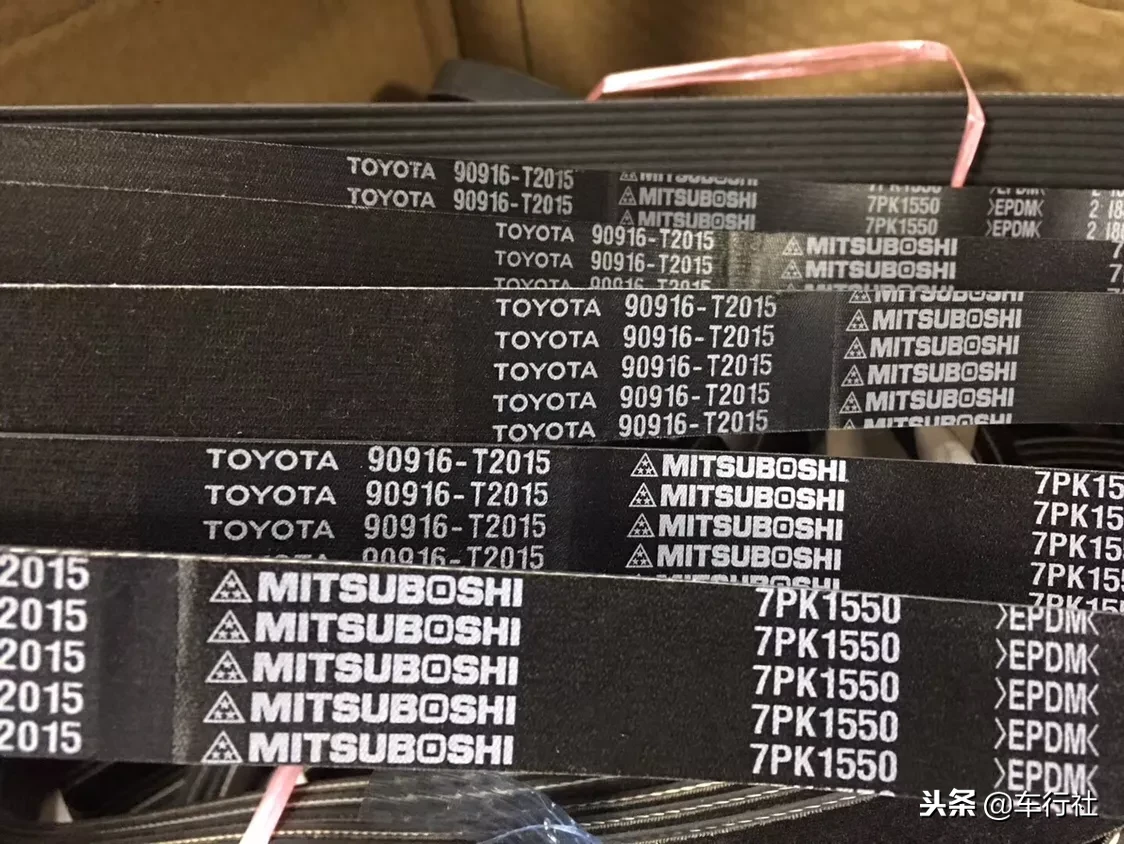 TOYOTA 90916-T2015 MITSUBOSHI
TOYOTA 90916-T2015 MITSUBOSHI 7PK1550 >EPDM<
MITSUBOSHI 7PK1550 >EPDM<
TOYOTA 90916-T2015 MITSUBOSHI
TOYOTA 90916-T2015 MITSUBOSHI
TOYOTA 90916-T2015 MITSUBOSHI
TOYOTA 90916-T2015 MITSUBOSHI
TOYOTA 90916-T2015 MITSUBOSHI
TOYOTA 90916-T2015 MITSUBOSHI
TOYOTA 90916-T2015 MITSUBOSHI
TOYOTA 90916-T2015
TOYOTA 90916-T2015 MITSUBOSHI 7PK15
TOYOTA 90916-T2015 MITSUBOSHI 7PK15
TOYOTA 90916-T2015 MITSUBOSHI 7PK15
90916-T2015 MITSUBOSHI 7PK15
2015 MITSUBOSHI 7PK1550 >EPDM<
2015 MITSUBOSHI 7PK1550 >EPDM<
2015 MITSUBOSHI 7PK1550 >EPDM<
2015 MITSUBOSHI 7PK1550 >EPDM<
2015 MITSUBOSHI 7PK1550 >EPDM<
头条 @车行社